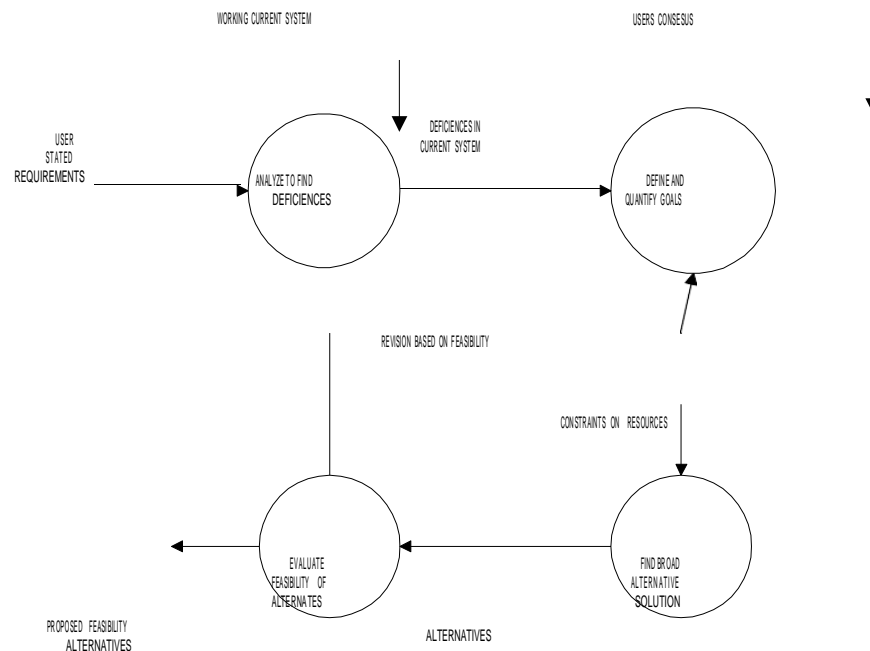 WORKING CURRENT SYSTEM
USERS CONSESUS
USER
STATED
REQUIREMENTS
DEFICIENCES IN
CURRENT SYSTEM
ANALYZE TO FIND
DEFICIENCES
DEFINE AND
QUANTIFY GOALS
REVISION BASED ON FEASIBILITY
CONSTRAINTS ON RESOURCES
EVALUATE
FEASIBILITY OF
ALTERNATES
FIND BROAD
ALTERNATIVE
SOLUTION
PROPOSED FEASIBILITY
ALTERNATIVES
ALTERNATIVES